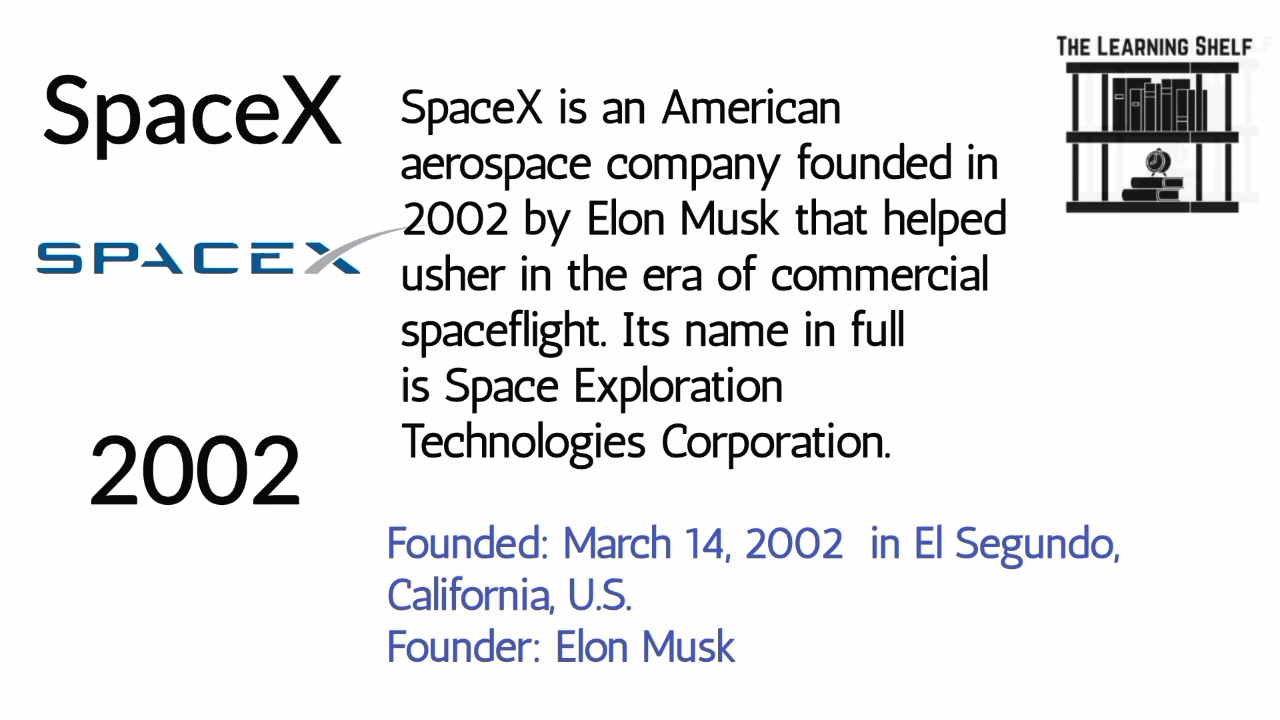 SpaceX
SPACEX
2002
SpaceX is an American
aerospace company founded in
2002 by Elon Musk that helped
usher in the era of commercial
spaceflight. Its name in full
is Space Exploration
Technologies Corporation.
Founded: March 14, 2002 in El Segundo,
California, U.S.
Founder: Elon Musk
THE LEARNING SHELF